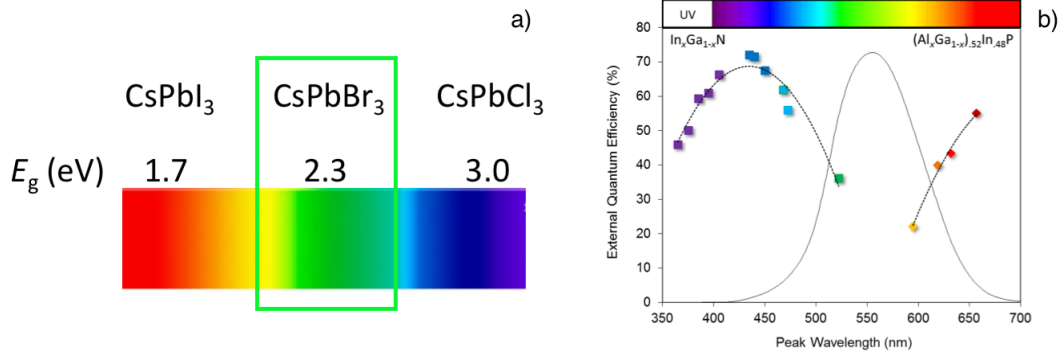 a)
CsPbI₃ CsPbBr₃ CsPbCl₃
E_g (eV) 1.7 2.3 3.0
b)
UV
InₓGa₁₋ₓN (AlₓGa₁₋ₓ).₅₂In.₄₈P
External Quantum Efficiency (%)
80
70
60
50
40
30
20
10
0
350 400 450 500 550 600 650 700
Peak Wavelength (nm)